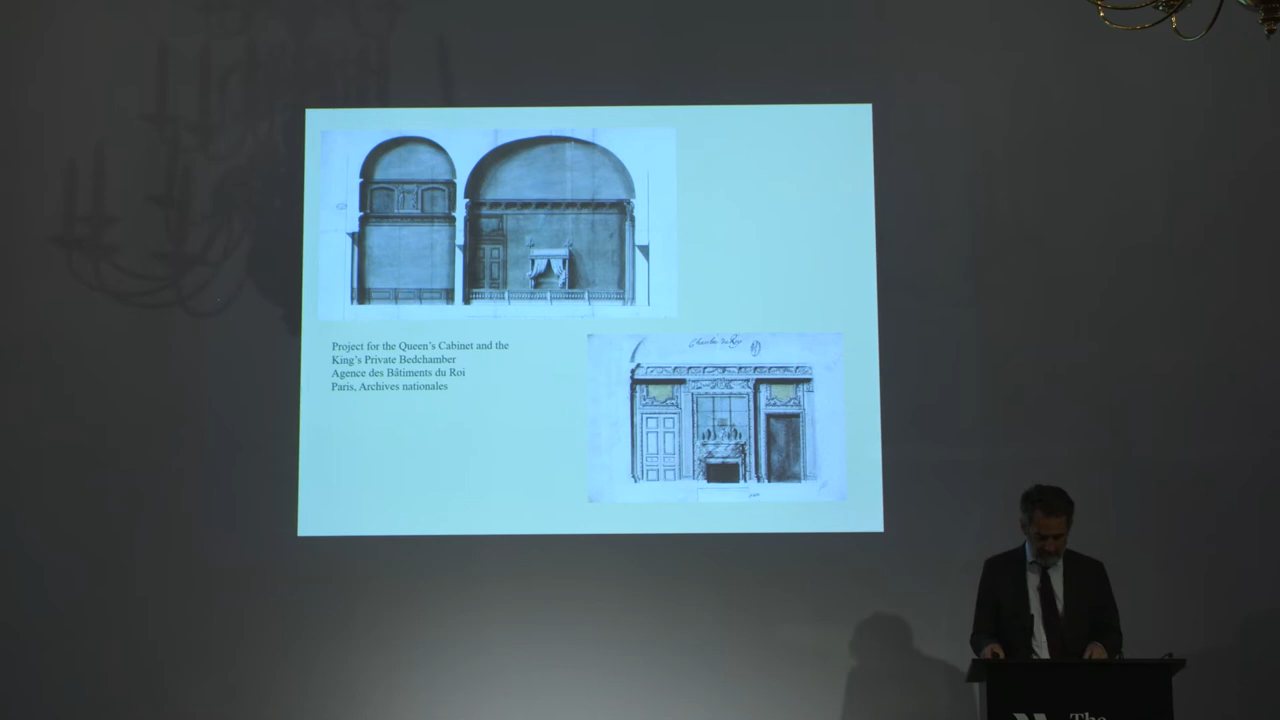 Project for the Queen's Cabinet and the
King's Private Bedchamber
Agence des Bâtiments du Roi
Paris, Archives nationales
Chambre du Roy
The